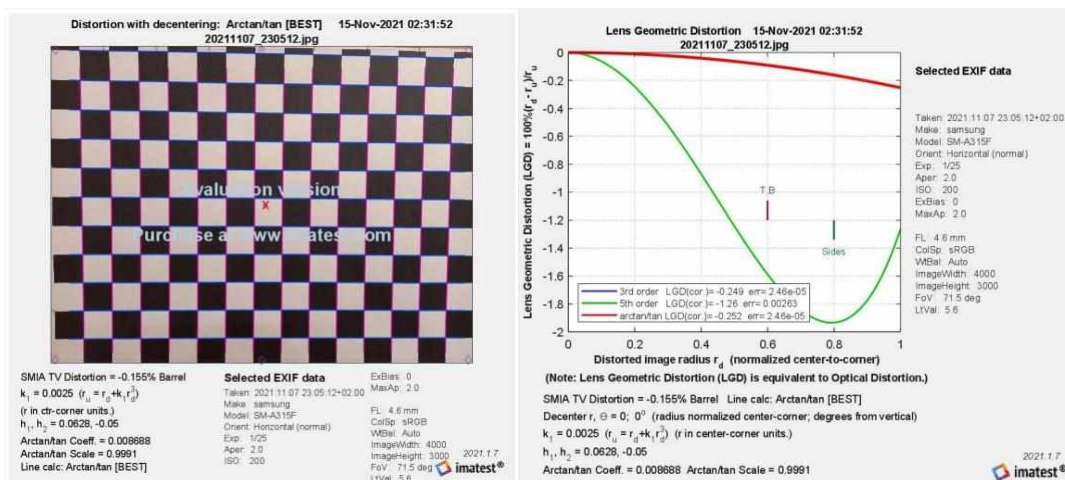 Distortion with decentering: Arctan/tan [BEST] 15-Nov-2021 02:31:52
20211107_230512.jpg
Evaluation version
X
Purchase at www.imatest.com
SMIA TV Distortion = -0.155% Barrel
k₁ = 0.0025 (rᵤ = r_d+k₁r_d³)
(r in ctr-corner units.)
h₁, h₂ = 0.0628, -0.05
Arctan/tan Coeff. = 0.008688
Arctan/tan Scale = 0.9991
Line calc: Arctan/tan [BEST]
Selected EXIF data
Taken: 2021:11:07 23:05:12+02:00
Make: samsung
Model: SM-A315F
Orient: Horizontal (normal)
Exp: 1/25
Aper: 2.0
ISO: 200
ExBias: 0
MaxAp: 2.0
FL: 4.6 mm
ColSp: sRGB
WtBal: Auto
ImageWidth: 4000
ImageHeight: 3000
FoV: 71.5 deg
LtVal: 5.6
2021.1.7
imatest®
Lens Geometric Distortion 15-Nov-2021 02:31:52
20211107_230512.jpg
Lens Geometric Distortion (LGD) = 100%(r_d - rᵤ)/rᵤ
0
-0.2
-0.4
-0.6
-0.8
-1
-1.2
-1.4
-1.6
-1.8
-2
T,B
Sides
3rd order LGD(cor.)= -0.249 err= 2.46e-05
5th order LGD(cor.)= -1.26 err= 0.00263
arctan/tan LGD(cor.)= -0.252 err= 2.46e-05
0 0.2 0.4 0.6 0.8 1
Distorted image radius r_d (normalized center-to-corner)
(Note: Lens Geometric Distortion (LGD) is equivalent to Optical Distortion.)
SMIA TV Distortion = -0.155% Barrel Line calc: Arctan/tan [BEST]
Decenter r, Θ = 0; 0⁰ (radius normalized center-corner; degrees from vertical)
k₁ = 0.0025 (rᵤ = r_d+k₁r_d³) (r in center-corner units.)
h₁, h₂ = 0.0628, -0.05
Arctan/tan Coeff. = 0.008688 Arctan/tan Scale = 0.9991
Selected EXIF data
Taken: 2021:11:07 23:05:12+02:00
Make: samsung
Model: SM-A315F
Orient: Horizontal (normal)
Exp: 1/25
Aper: 2.0
ISO: 200
ExBias: 0
MaxAp: 2.0
FL: 4.6 mm
ColSp: sRGB
WtBal: Auto
ImageWidth: 4000
ImageHeight: 3000
FoV: 71.5 deg
LtVal: 5.6
2021.1.7
imatest®